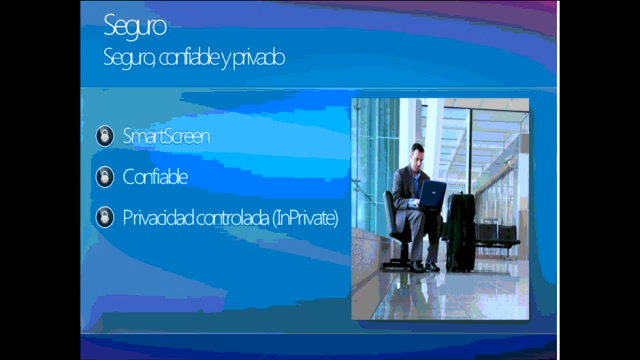 Seguro
Seguro, confiable y privado
SmartScreen
Confiable
Privacidad controlada (InPrivate)